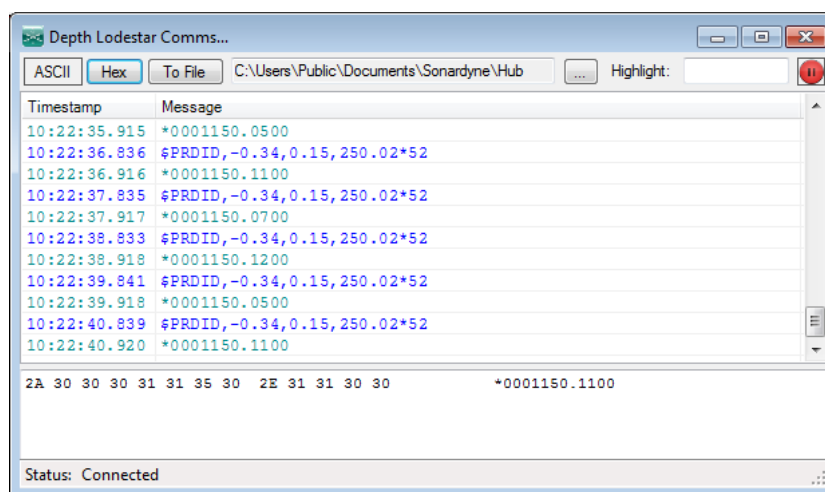 Depth Lodestar Comms...
ASCII Hex To File C:\Users\Public\Documents\Sonardyne\Hub ... Highlight:
Timestamp Message
10:22:35.915 *0001150.0500
10:22:36.836 $PRDID,-0.34,0.15,250.02*52
10:22:36.916 *0001150.1100
10:22:37.835 $PRDID,-0.34,0.15,250.02*52
10:22:37.917 *0001150.0700
10:22:38.833 $PRDID,-0.34,0.15,250.02*52
10:22:38.918 *0001150.1200
10:22:39.841 $PRDID,-0.34,0.15,250.02*52
10:22:39.918 *0001150.0500
10:22:40.839 $PRDID,-0.34,0.15,250.02*52
10:22:40.920 *0001150.1100
2A 30 30 30 31 31 35 30 2E 31 31 30 30 *0001150.1100
Status: Connected